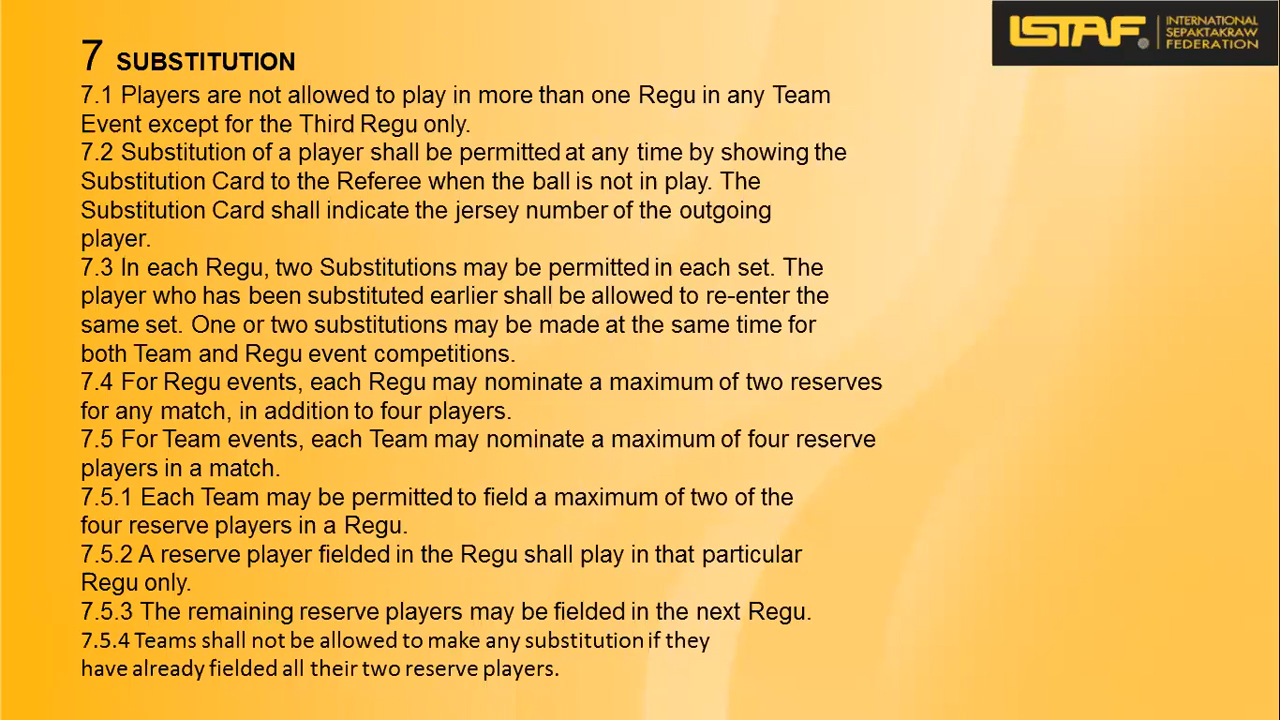 ISTAF
INTERNATIONAL
SEPAKTAKRAW
FEDERATION
7 SUBSTITUTION
7.1 Players are not allowed to play in more than one Regu in any Team
Event except for the Third Regu only.
7.2 Substitution of a player shall be permitted at any time by showing the
Substitution Card to the Referee when the ball is not in play. The
Substitution Card shall indicate the jersey number of the outgoing
player.
7.3 In each Regu, two Substitutions may be permitted in each set. The
player who has been substituted earlier shall be allowed to re-enter the
same set. One or two substitutions may be made at the same time for
both Team and Regu event competitions.
7.4 For Regu events, each Regu may nominate a maximum of two reserves
for any match, in addition to four players.
7.5 For Team events, each Team may nominate a maximum of four reserve
players in a match.
7.5.1 Each Team may be permitted to field a maximum of two of the
four reserve players in a Regu.
7.5.2 A reserve player fielded in the Regu shall play in that particular
Regu only.
7.5.3 The remaining reserve players may be fielded in the next Regu.
7.5.4 Teams shall not be allowed to make any substitution if they
have already fielded all their two reserve players.